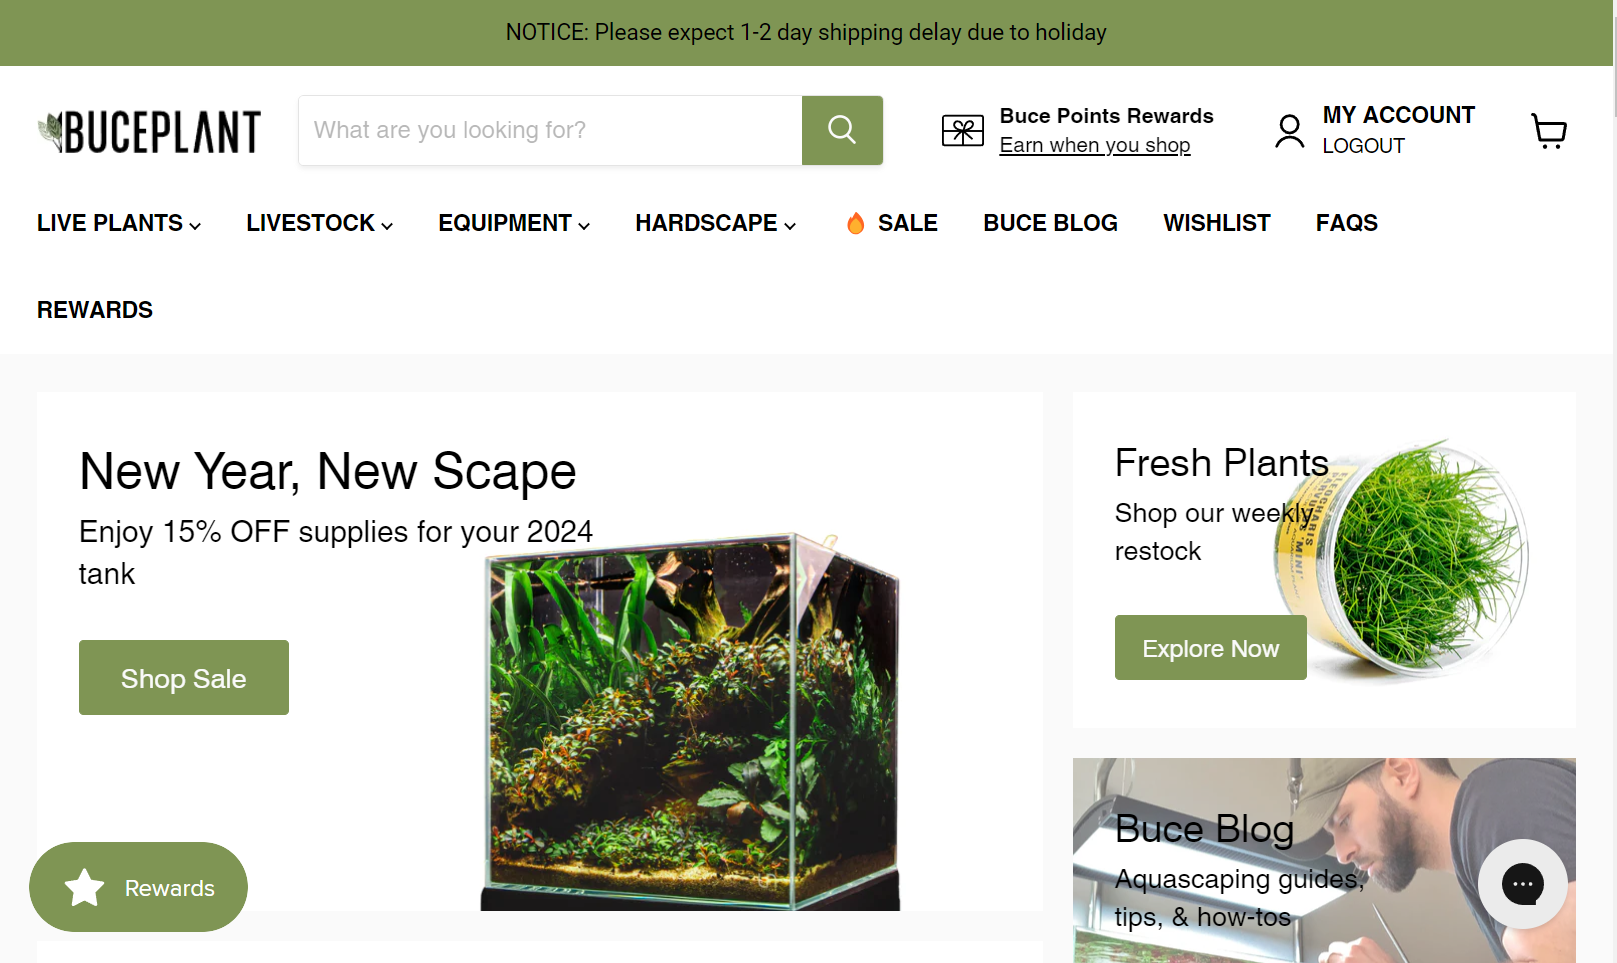 NOTICE: Please expect 1-2 day shipping delay due to holiday
BUCEPLANT
What are you looking for?
Buce Points Rewards
Earn when you shop
MY ACCOUNT
LOGOUT
LIVE PLANTS
LIVESTOCK
EQUIPMENT
HARDSCAPE
SALE
BUCE BLOG
WISHLIST
FAQS
REWARDS
New Year, New Scape
Enjoy 15% OFF supplies for your 2024
tank
Shop Sale
Fresh Plants
Shop our weekly
restock
Explore Now
ELEOCHARIS
PARVULUS
'MINI'
Buce Blog
Aquascaping guides,
tips, & how-tos
Rewards